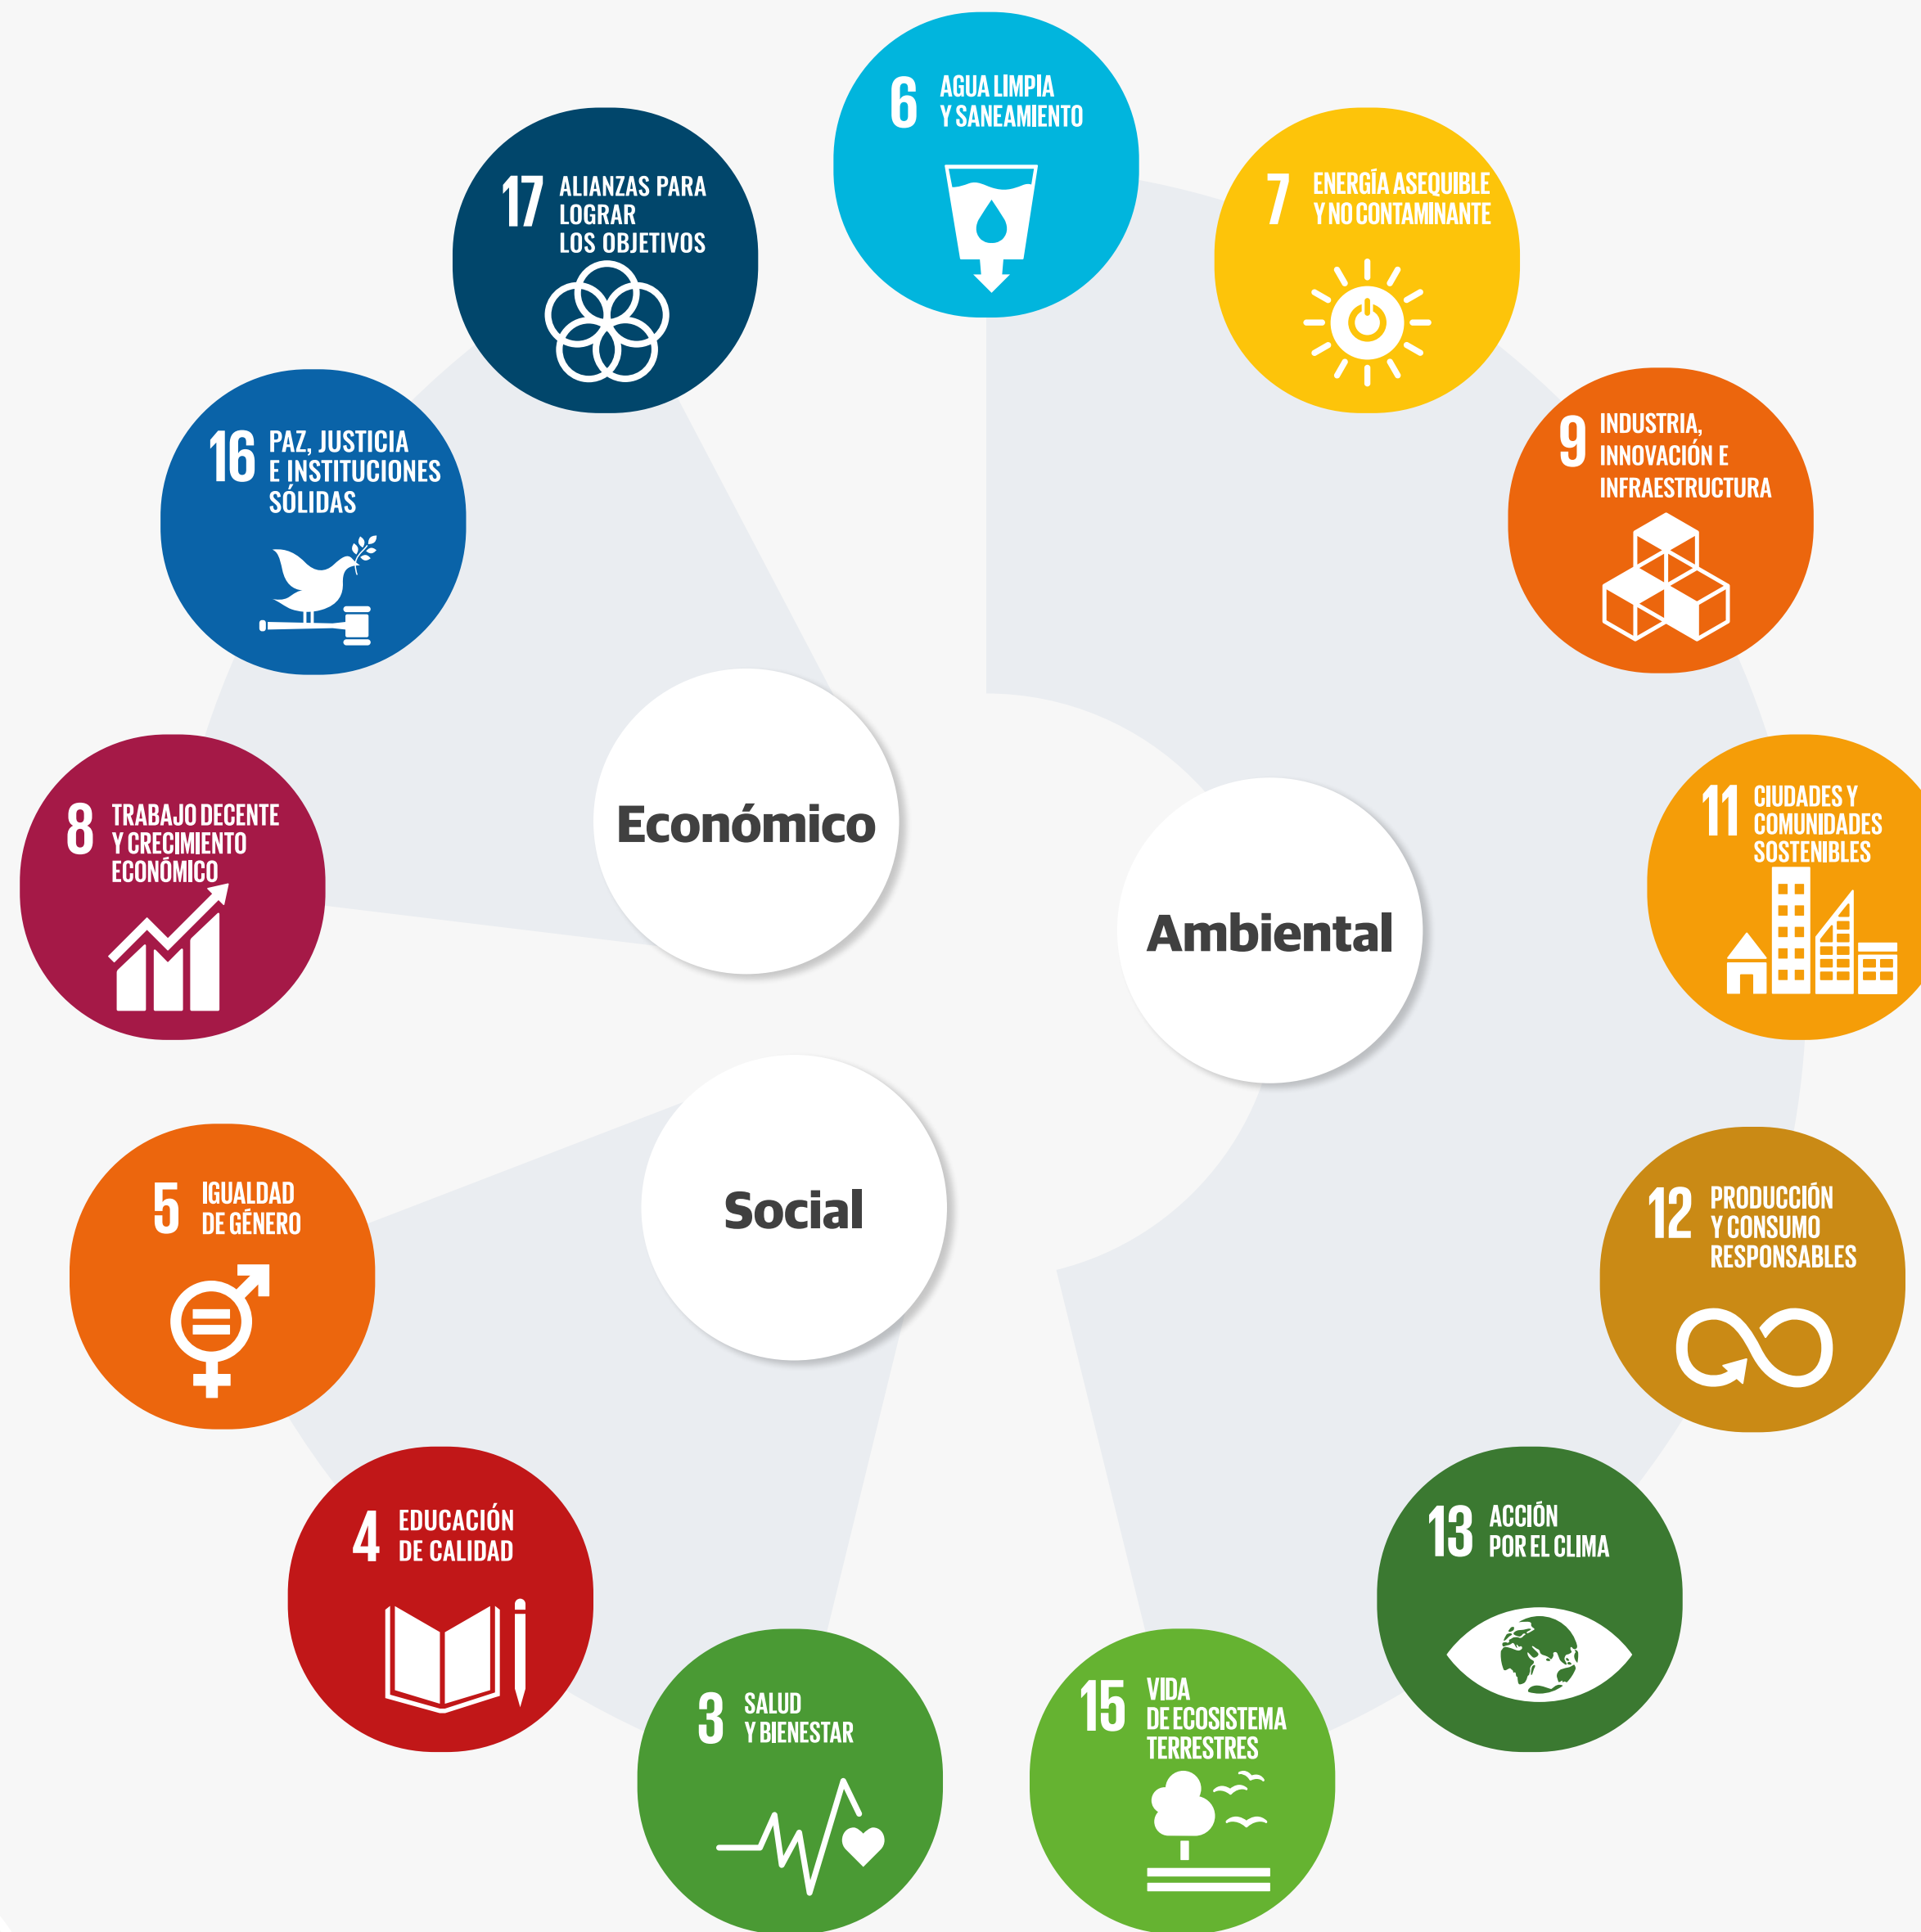 6 AGUA LIMPIA
Y SANEAMIENTO
7 ENERGÍA ASEQUIBLE
Y NO CONTAMINANTE
9 INDUSTRIA,
INNOVACIÓN E
INFRAESTRUCTURA
11 CIUDADES Y
COMUNIDADES
SOSTENIBLES
12 PRODUCCIÓN
Y CONSUMO
RESPONSABLES
13 ACCIÓN
POR EL CLIMA
15 VIDA
DE ECOSISTEMA
TERRESTRES
Ambiental
3 SALUD
Y BIENESTAR
4 EDUCACIÓN
DE CALIDAD
5 IGUALDAD
DE GÉNERO
Social
8 TRABAJO DECENTE
Y CRECIMIENTO
ECONÓMICO
16 PAZ, JUSTICIA
E INSTITUCIONES
SÓLIDAS
17 ALIANZAS PARA
LOGRAR
LOS OBJETIVOS
Económico